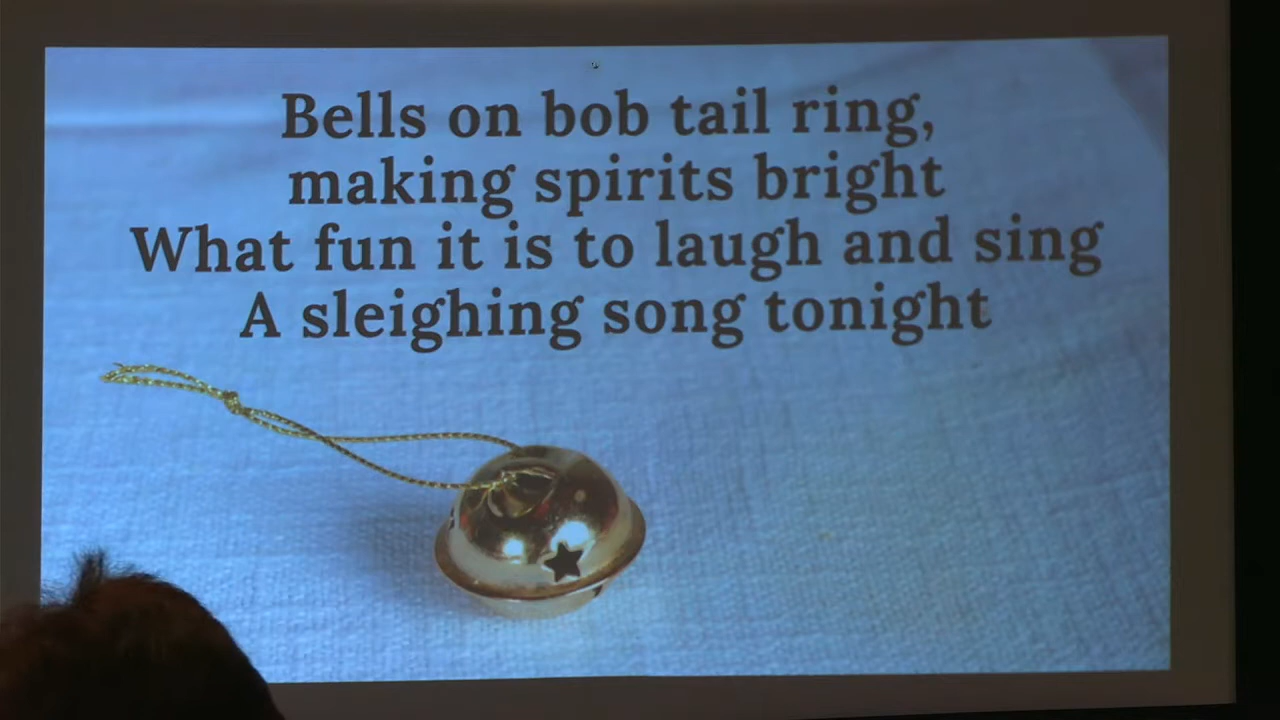 Bells on bob tail ring,
making spirits bright
What fun it is to laugh and sing
A sleighing song tonight